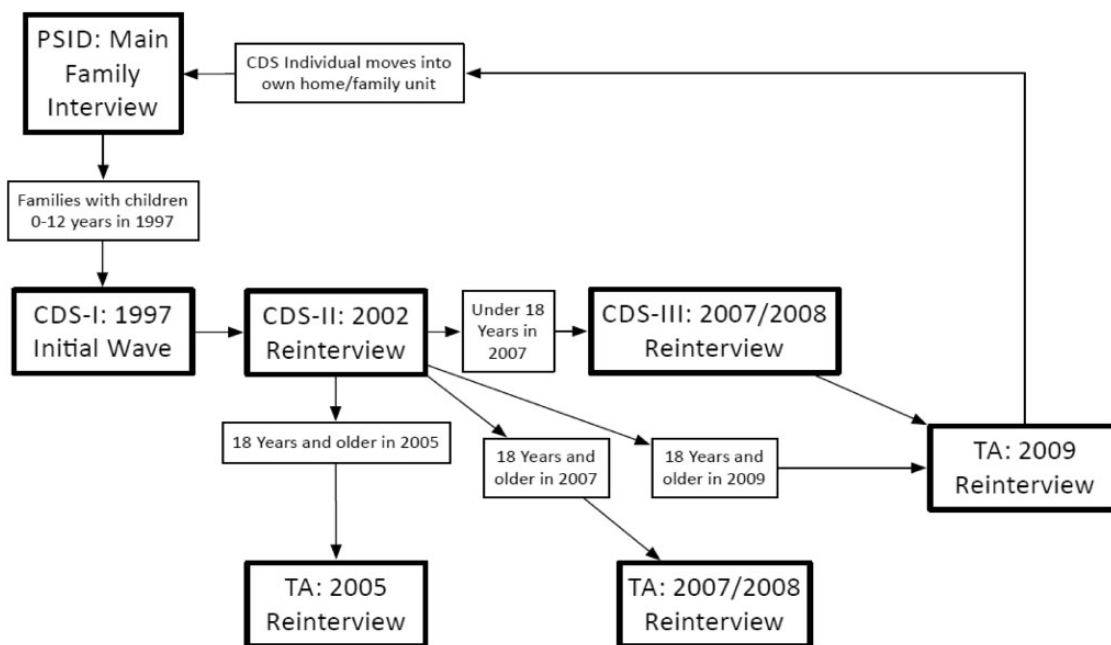 PSID: Main
Family
Interview
CDS Individual moves into
own home/family unit
Families with children
0-12 years in 1997
CDS-I: 1997
Initial Wave
CDS-II: 2002
Reinterview
Under 18
Years in
2007
CDS-III: 2007/2008
Reinterview
18 Years and older in 2005
18 Years and
older in 2007
18 Years and
older in 2009
TA: 2009
Reinterview
TA: 2005
Reinterview
TA: 2007/2008
Reinterview